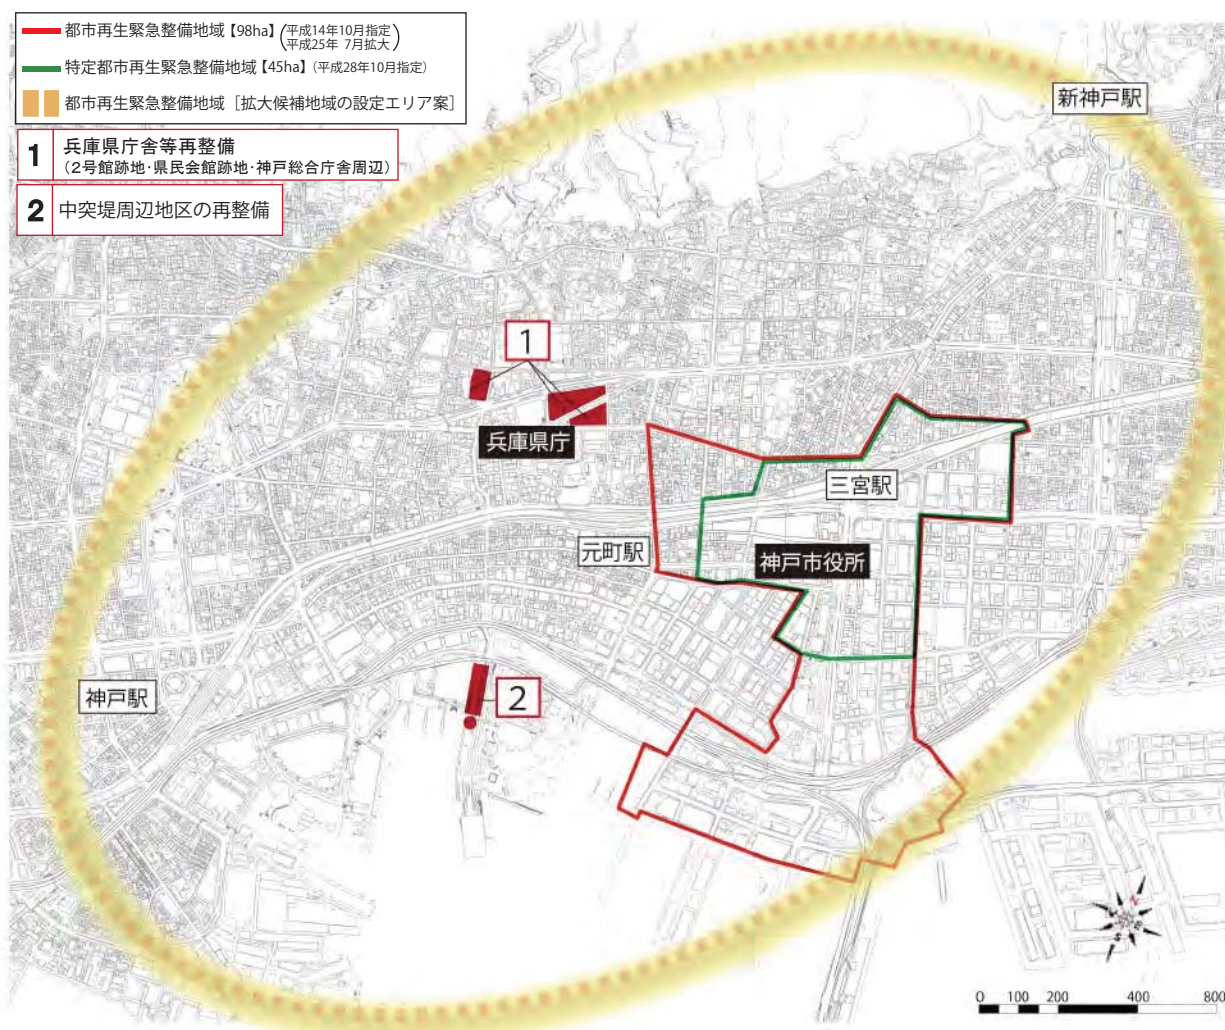 都市再生緊急整備地域【98ha】(平成14年10月指定
平成25年 7月拡大)
特定都市再生緊急整備地域【45ha】(平成28年10月指定)
都市再生緊急整備地域［拡大候補地域の設定エリア案］
1 兵庫県庁舎等再整備
(2号館跡地・県民会館跡地・神戸総合庁舎周辺)
2 中突堤周辺地区の再整備
新神戸駅
1
兵庫県庁
三宮駅
元町駅
神戸市役所
神戸駅
2
0 100 200 400 800